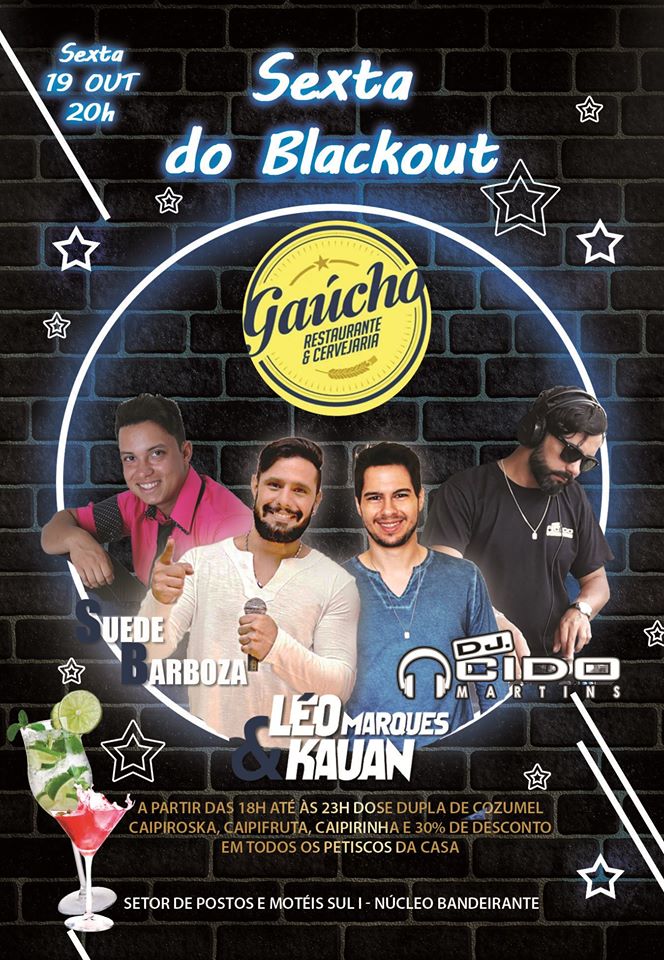 Sexta
19 OUT
20h
Sexta
do Blackout
Gaúcho
RESTAURANTE
& CERVEJARIA
SUEDE
BARBOZA
DJ.
CIDO
MARTINS
LÉO MARQUES
& KAUAN
A PARTIR DAS 18H ATÉ ÀS 23H DOSE DUPLA DE COZUMEL
CAIPIROSKA, CAIPIFRUTA, CAIPIRINHA E 30% DE DESCONTO
EM TODOS OS PETISCOS DA CASA
SETOR DE POSTOS E MOTÉIS SUL I - NÚCLEO BANDEIRANTE